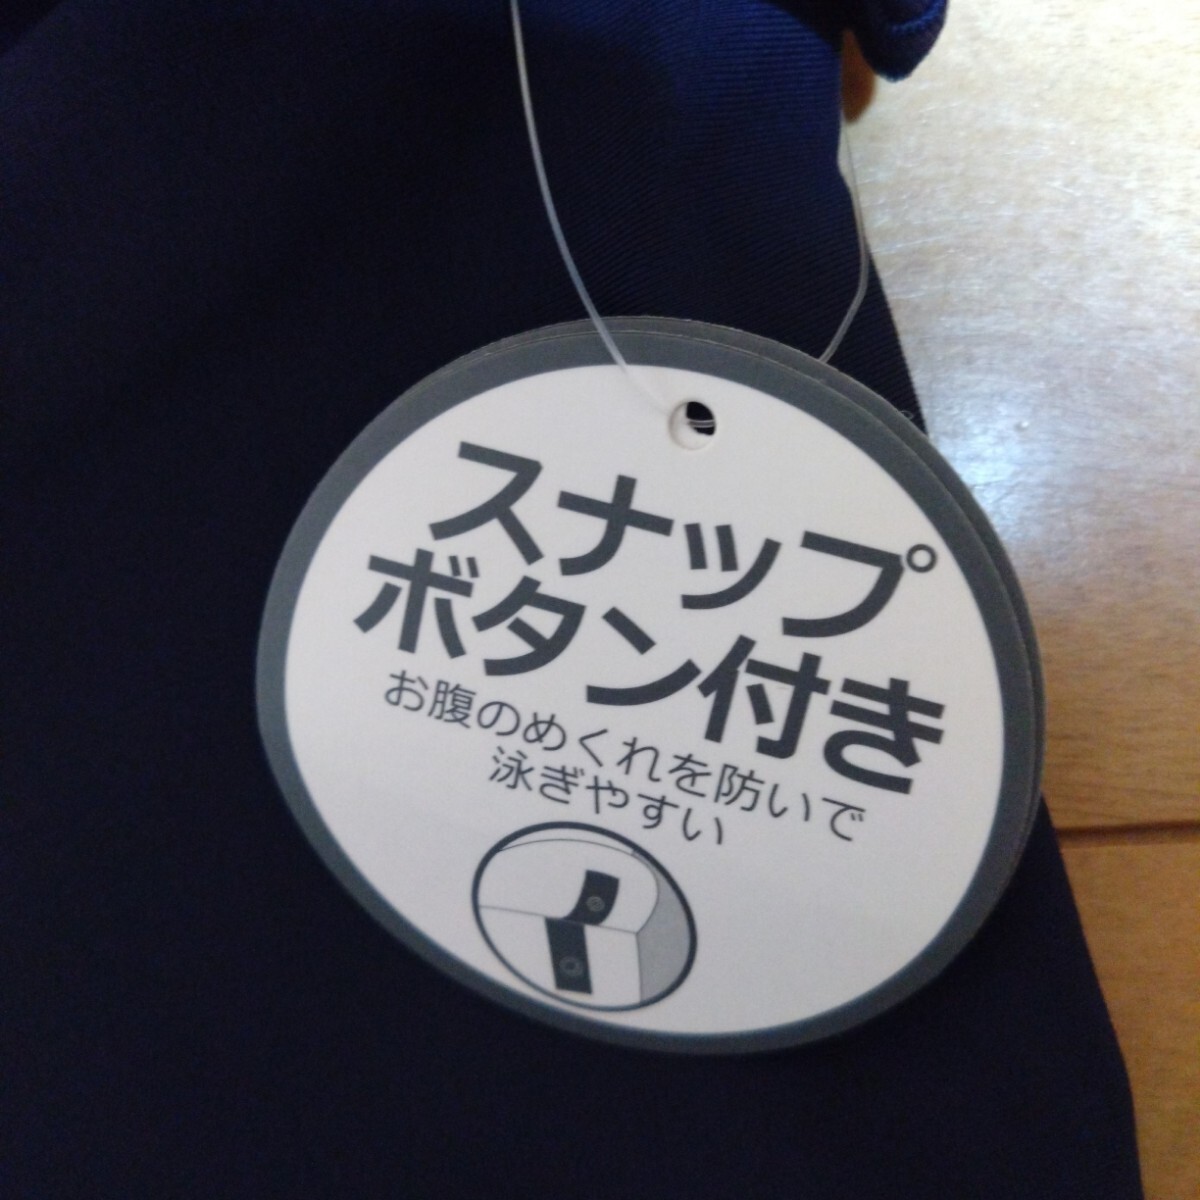 スナップ
ボタン付き
お腹のめくれを防いで
泳ぎやすい